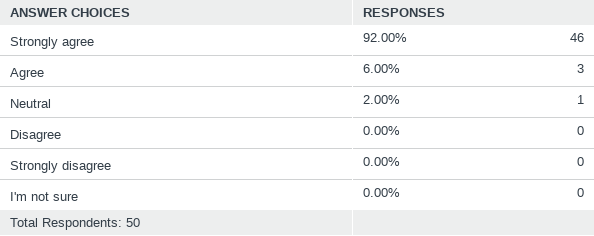 ANSWER CHOICES RESPONSES
Strongly agree 92.00% 46
Agree 6.00% 3
Neutral 2.00% 1
Disagree 0.00% 0
Strongly disagree 0.00% 0
I'm not sure 0.00% 0
Total Respondents: 50